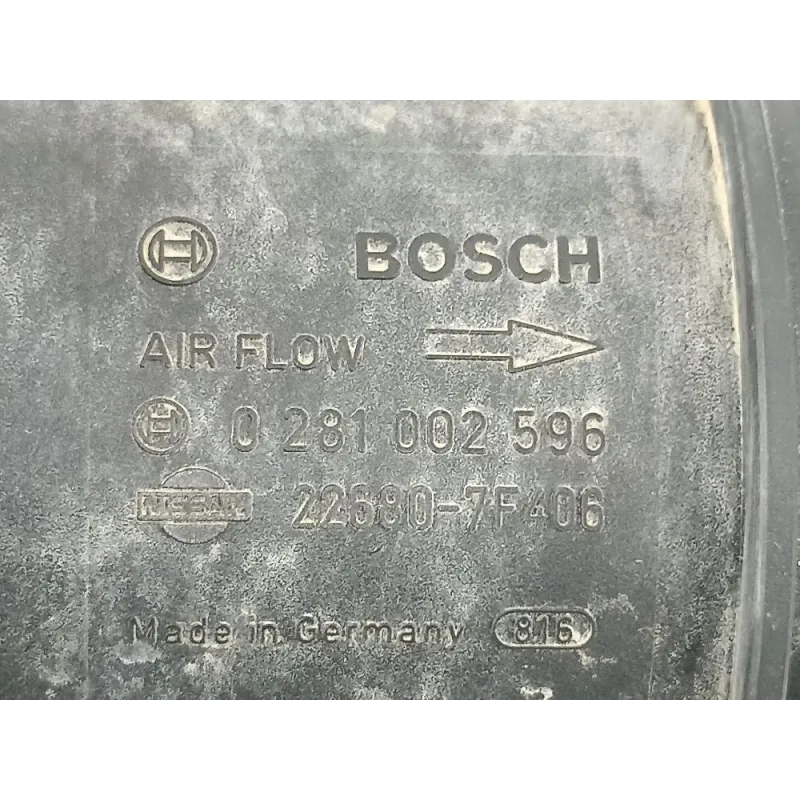 BOSCH
AIR FLOW
0 281 002 596
NISSAN 22680-7F406
Made in Germany 816